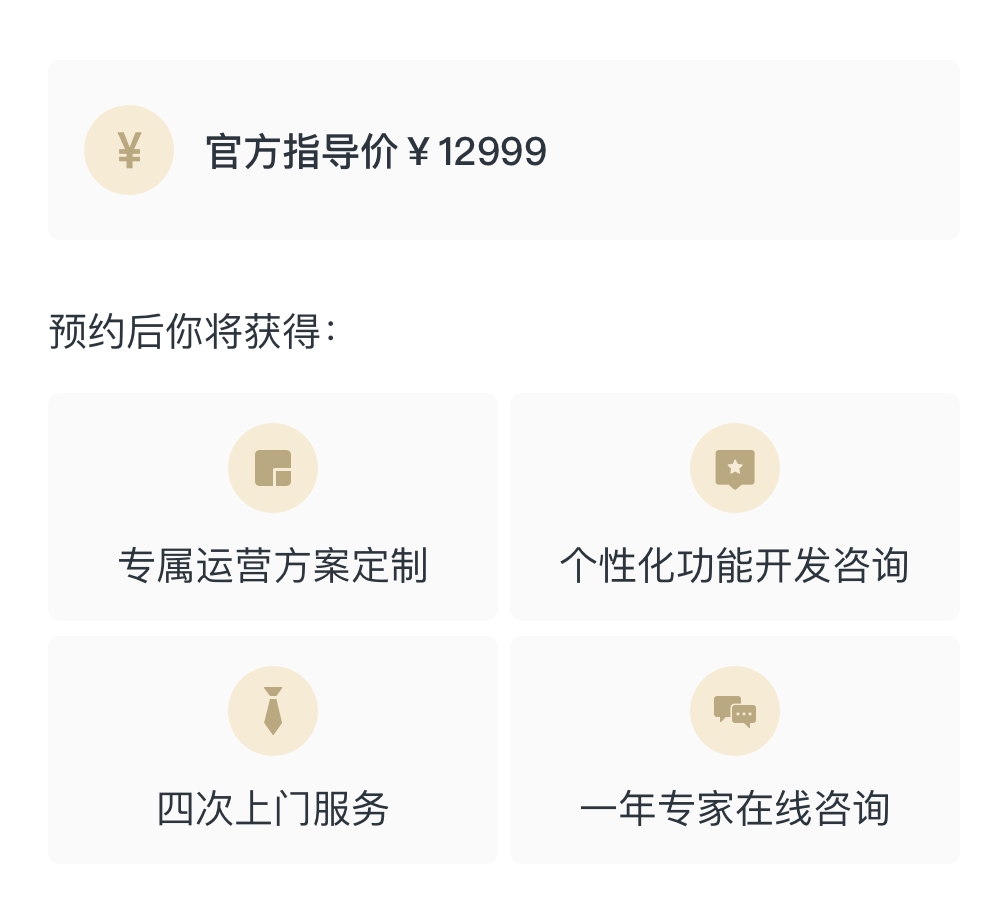 ¥
官方指导价 ¥ 12999
预约后你将获得：
专属运营方案定制
个性化功能开发咨询
四次上门服务
一年专家在线咨询